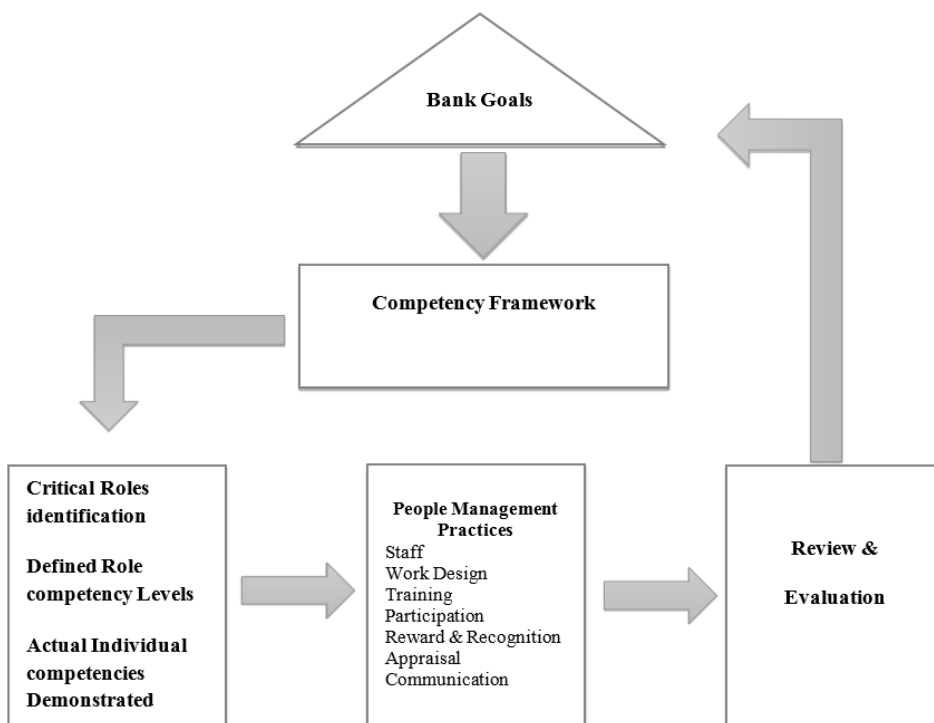 Bank Goals
Competency Framework
Critical Roles
identification
Defined Role
competency Levels
Actual Individual
competencies
Demonstrated
People Management
Practices
Staff
Work Design
Training
Participation
Reward & Recognition
Appraisal
Communication
Review &
Evaluation